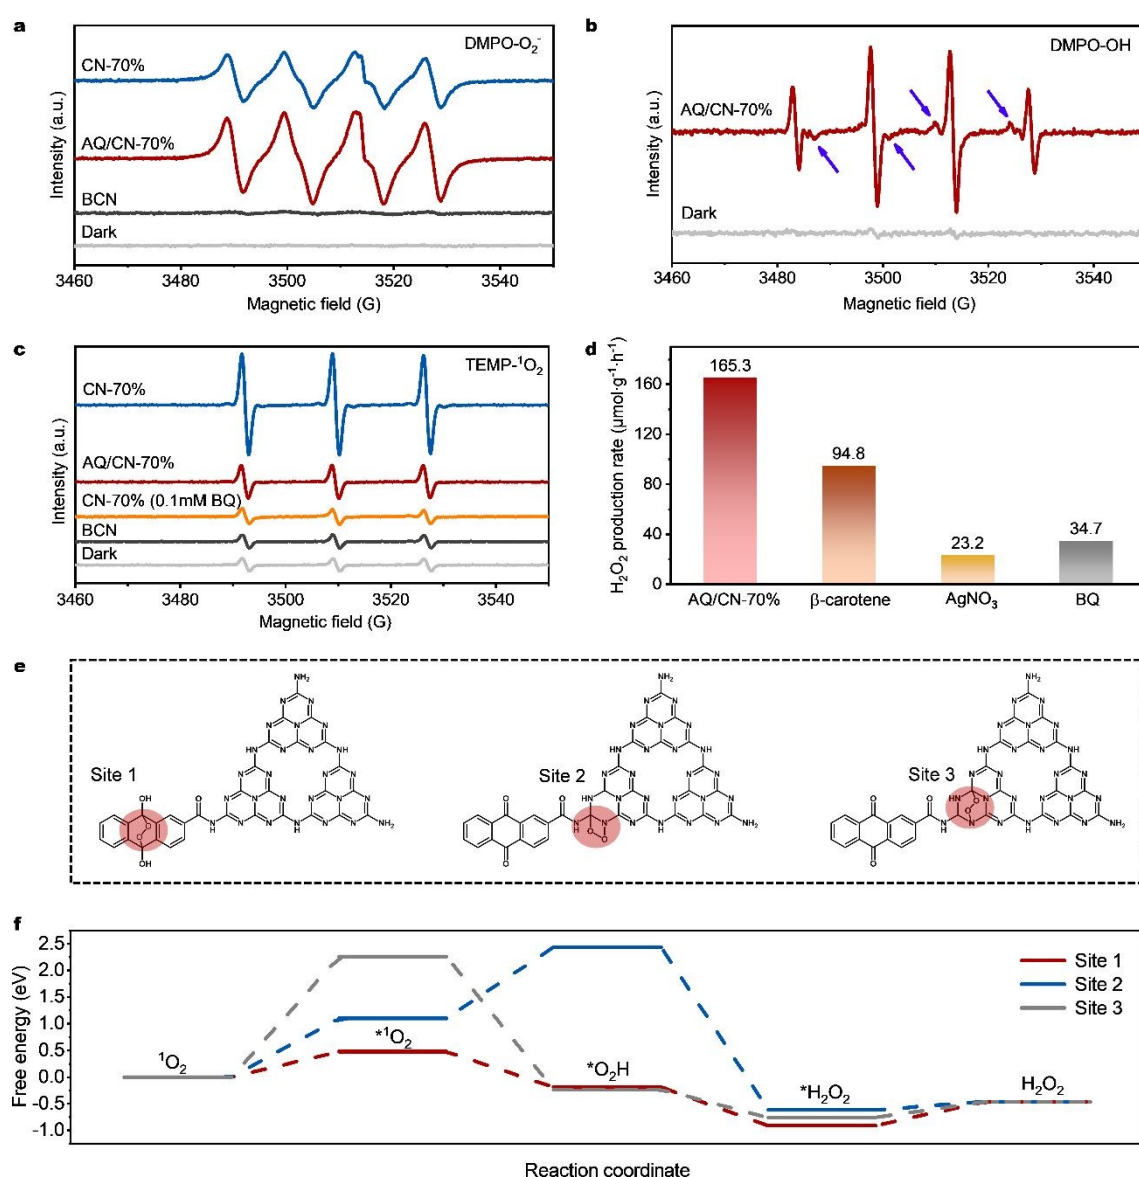 a
DMPO-O₂⁻
CN-70%
AQ/CN-70%
BCN
Dark
Intensity (a.u.)
3460 3480 3500 3520 3540
Magnetic field (G)
b
DMPO-OH
AQ/CN-70%
Dark
Intensity (a.u.)
3460 3480 3500 3520 3540
Magnetic field (G)
c
TEMP-¹O₂
CN-70%
AQ/CN-70%
CN-70% (0.1mM BQ)
BCN
Dark
Intensity (a.u.)
3460 3480 3500 3520 3540
Magnetic field (G)
d
H₂O₂ production rate (μmol·g⁻¹·h⁻¹)
160
120
80
40
0
165.3
94.8
23.2
34.7
AQ/CN-70% β-carotene AgNO₃ BQ
e
Site 1
Site 2
Site 3
f
Free energy (eV)
2.5
2.0
1.5
1.0
0.5
0.0
-0.5
-1.0
¹O₂
*¹O₂
*O₂H
*H₂O₂
H₂O₂
Site 1
Site 2
Site 3
Reaction coordinate